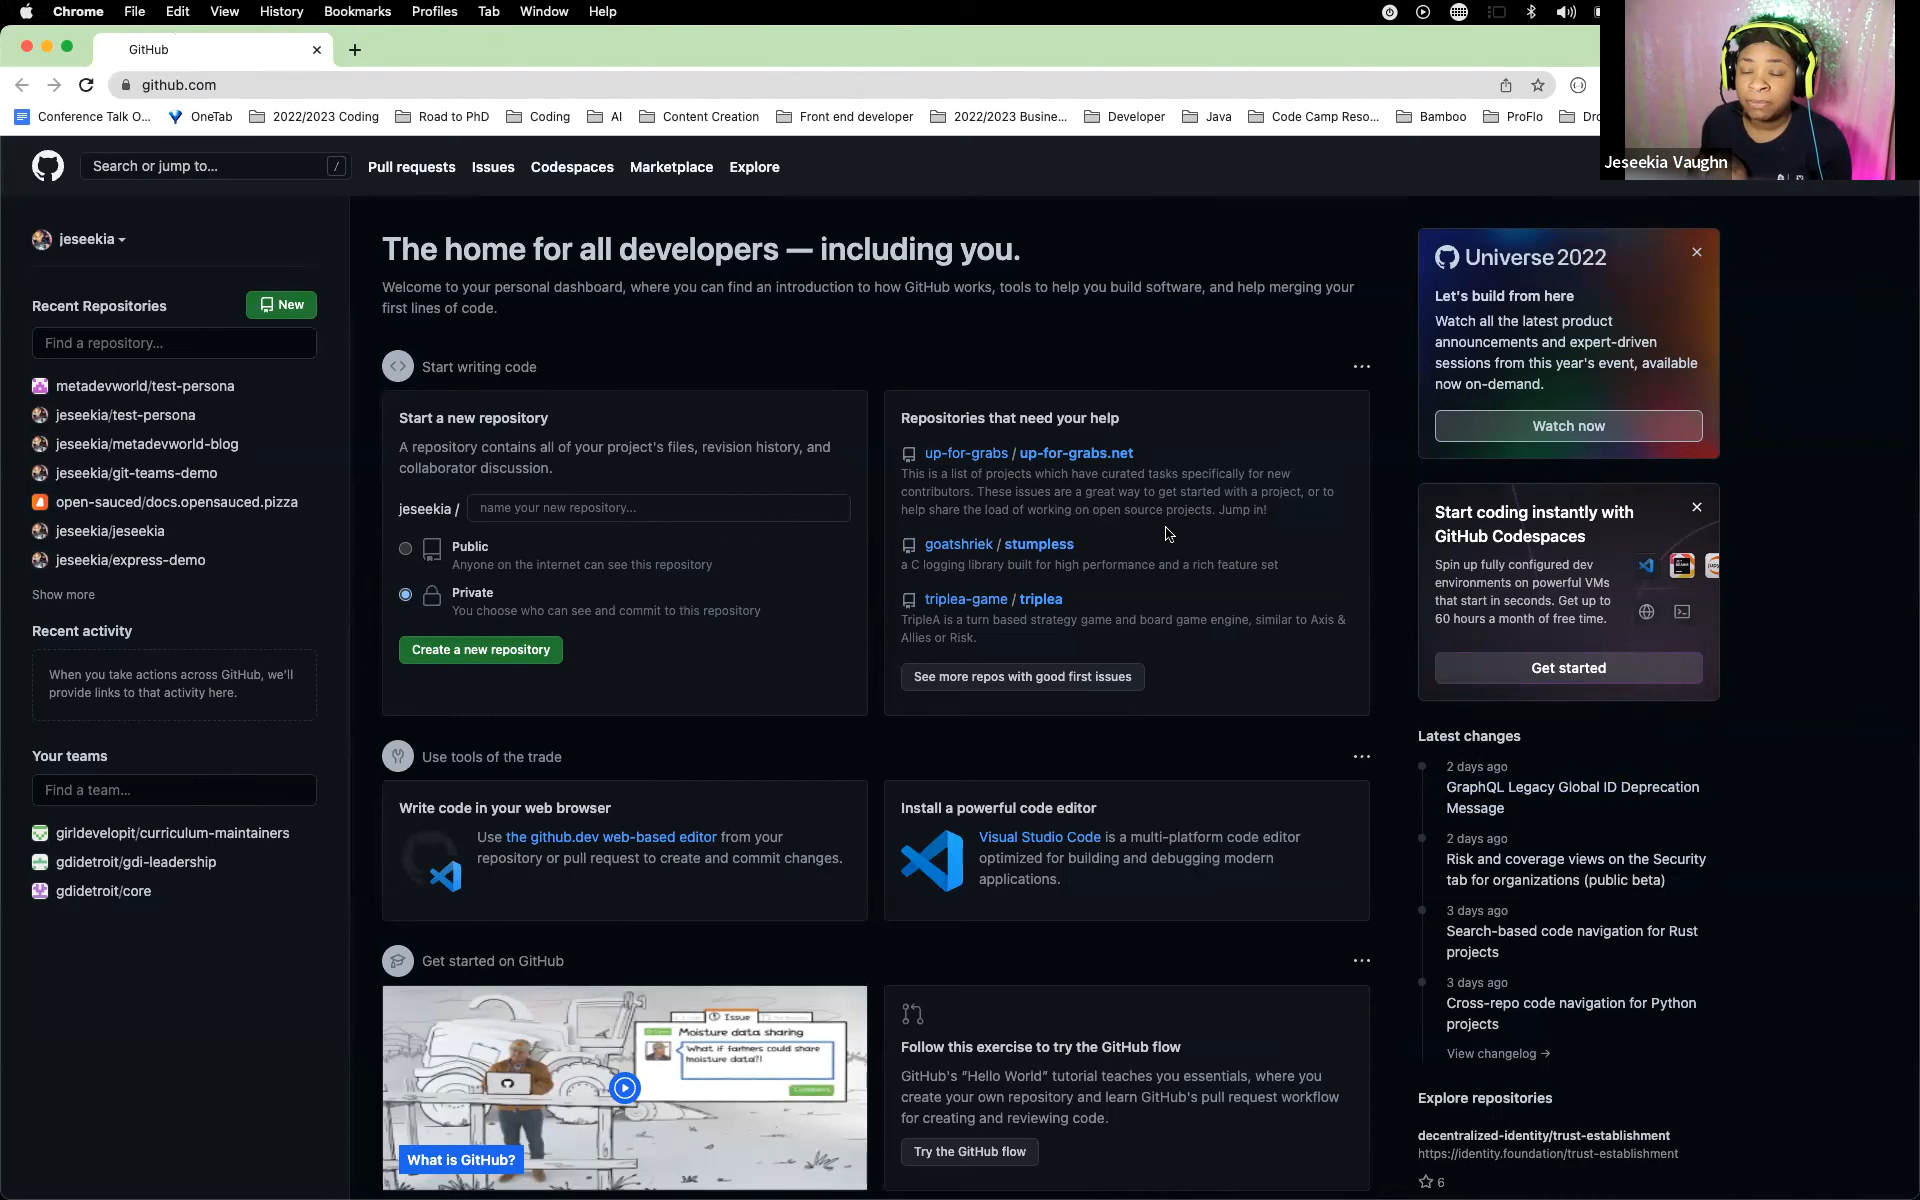 Chrome File Edit View History Bookmarks Profiles Tab Window Help
GitHub
github.com
Conference Talk O... OneTab 2022/2023 Coding Road to PhD Coding AI Content Creation Front end developer 2022/2023 Busine... Developer Java Code Camp Reso... Bamboo ProFlo Dro
Jeseekia Vaughn
Search or jump to... / Pull requests Issues Codespaces Marketplace Explore
jeseekia
Recent Repositories
New
Find a repository...
metadevworld/test-persona
jeseekia/test-persona
jeseekia/metadevworld-blog
jeseekia/git-teams-demo
open-sauced/docs.opensauced.pizza
jeseekia/jeseekia
jeseekia/express-demo
Show more
Recent activity
When you take actions across GitHub, we'll
provide links to that activity here.
Your teams
Find a team...
girldevelopit/curriculum-maintainers
gdidetroit/gdi-leadership
gdidetroit/core
The home for all developers — including you.
Welcome to your personal dashboard, where you can find an introduction to how GitHub works, tools to help you build software, and help merging your
first lines of code.
Start writing code
Start a new repository
A repository contains all of your project's files, revision history, and
collaborator discussion.
jeseekia / name your new repository...
Public
Anyone on the internet can see this repository
Private
You choose who can see and commit to this repository
Create a new repository
Repositories that need your help
up-for-grabs / up-for-grabs.net
This is a list of projects which have curated tasks specifically for new
contributors. These issues are a great way to get started with a project, or to
help share the load of working on open source projects. Jump in!
goatshriek / stumpless
a C logging library built for high performance and a rich feature set
triplea-game / triplea
TripleA is a turn based strategy game and board game engine, similar to Axis &
Allies or Risk.
See more repos with good first issues
Use tools of the trade
Write code in your web browser
Use the github.dev web-based editor from your
repository or pull request to create and commit changes.
Install a powerful code editor
Visual Studio Code is a multi-platform code editor
optimized for building and debugging modern
applications.
Get started on GitHub
Issue
Moisture data sharing
What if farmers could share
moisture data?!
What is GitHub?
Follow this exercise to try the GitHub flow
GitHub's "Hello World" tutorial teaches you essentials, where you
create your own repository and learn GitHub's pull request workflow
for creating and reviewing code.
Try the GitHub flow
Universe 2022
Let's build from here
Watch all the latest product
announcements and expert-driven
sessions from this year's event, available
now on-demand.
Watch now
Start coding instantly with
GitHub Codespaces
Spin up fully configured dev
environments on powerful VMs
that start in seconds. Get up to
60 hours a month of free time.
Get started
Latest changes
2 days ago
GraphQL Legacy Global ID Deprecation
Message
2 days ago
Risk and coverage views on the Security
tab for organizations (public beta)
3 days ago
Search-based code navigation for Rust
projects
3 days ago
Cross-repo code navigation for Python
projects
View changelog →
Explore repositories
decentralized-identity/trust-establishment
https://identity.foundation/trust-establishment
6